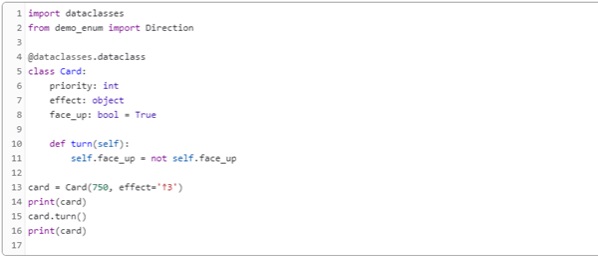 1 import dataclasses
2 from demo_enum import Direction
3
4 @dataclasses.dataclass
5 class Card:
6     priority: int
7     effect: object
8     face_up: bool = True
9
10     def turn(self):
11         self.face_up = not self.face_up
12
13 card = Card(750, effect='↑3')
14 print(card)
15 card.turn()
16 print(card)
17